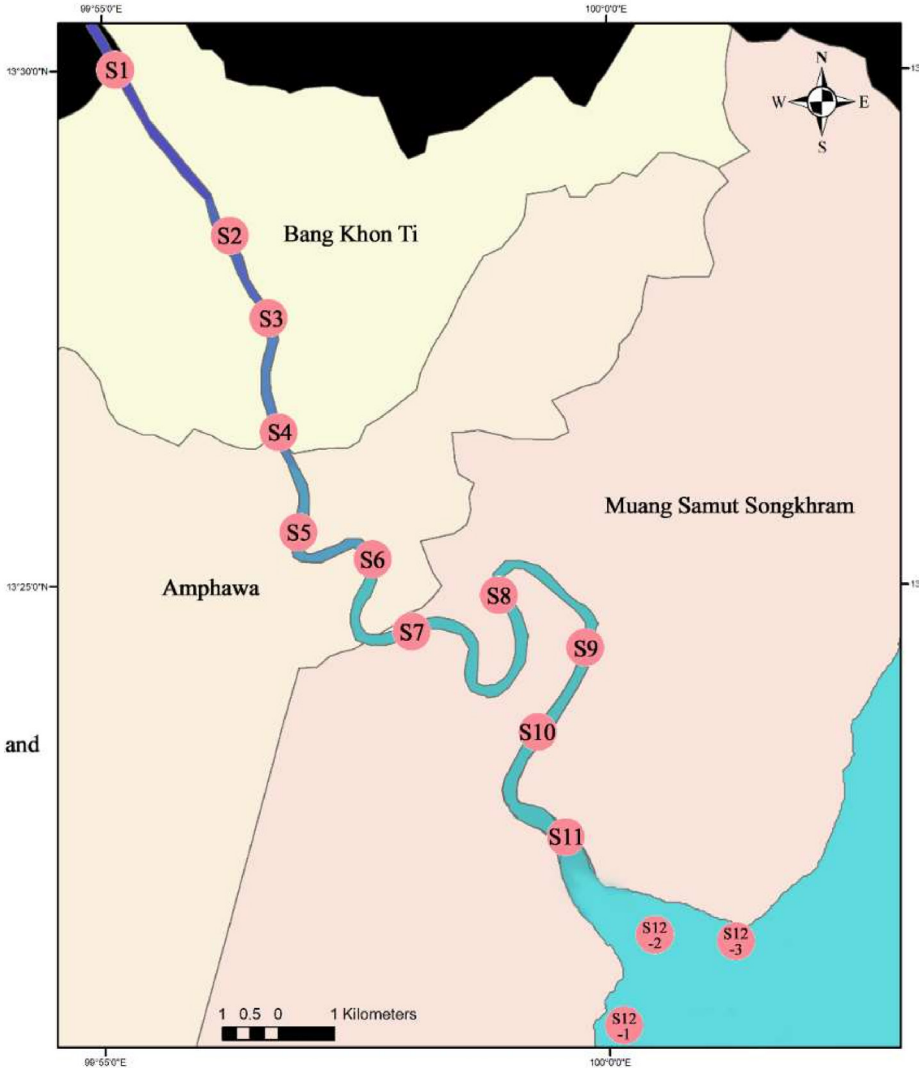 99°55'0"E
100°0'0"E
13°30'0"N
13°
N
W
E
S
S1
S2
Bang Khon Ti
S3
S4
Muang Samut Songkhram
S5
S6
13°25'0"N
13°
Amphawa
S8
S7
S9
S10
and
S11
S12
-2
S12
-3
1 0.5 0 1 Kilometers
S12
-1
99°55'0"E
100°0'0"E